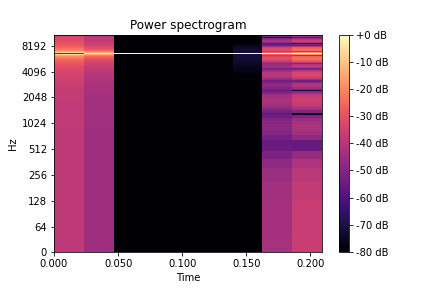 Power spectrogram
8192
4096
2048
1024
512
256
128
64
0
Hz
0.000 0.050 0.100 0.150 0.200
Time
+0 dB
-10 dB
-20 dB
-30 dB
-40 dB
-50 dB
-60 dB
-70 dB
-80 dB